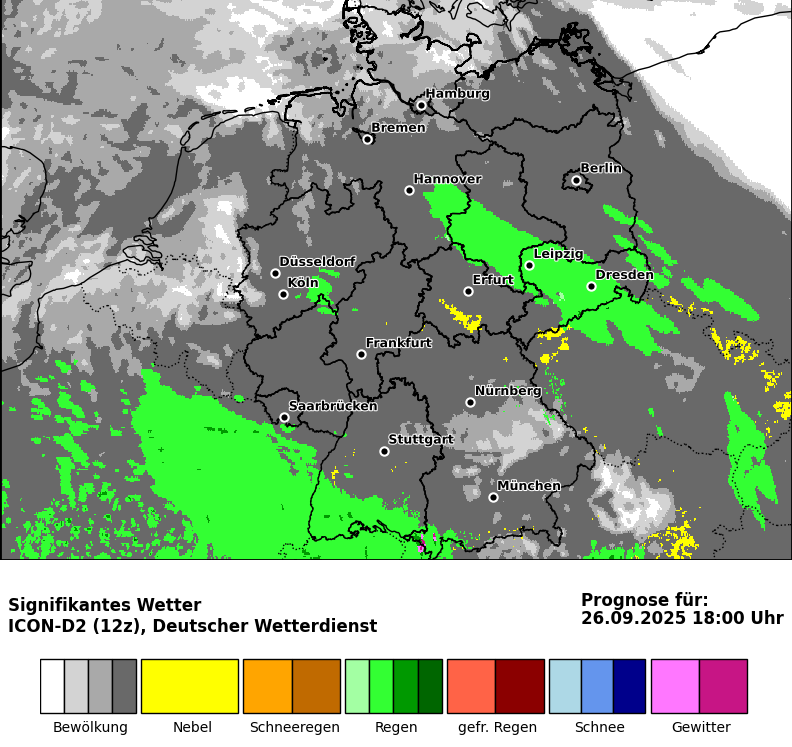 Hamburg
Bremen
Berlin
Hannover
Düsseldorf
Leipzig
Köln
Erfurt
Dresden
Frankfurt
Nürnberg
Saarbrücken
Stuttgart
München
Signifikantes Wetter
ICON-D2 (12z), Deutscher Wetterdienst
Prognose für:
26.09.2025 18:00 Uhr
Bewölkung Nebel Schneeregen Regen gefr. Regen Schnee Gewitter